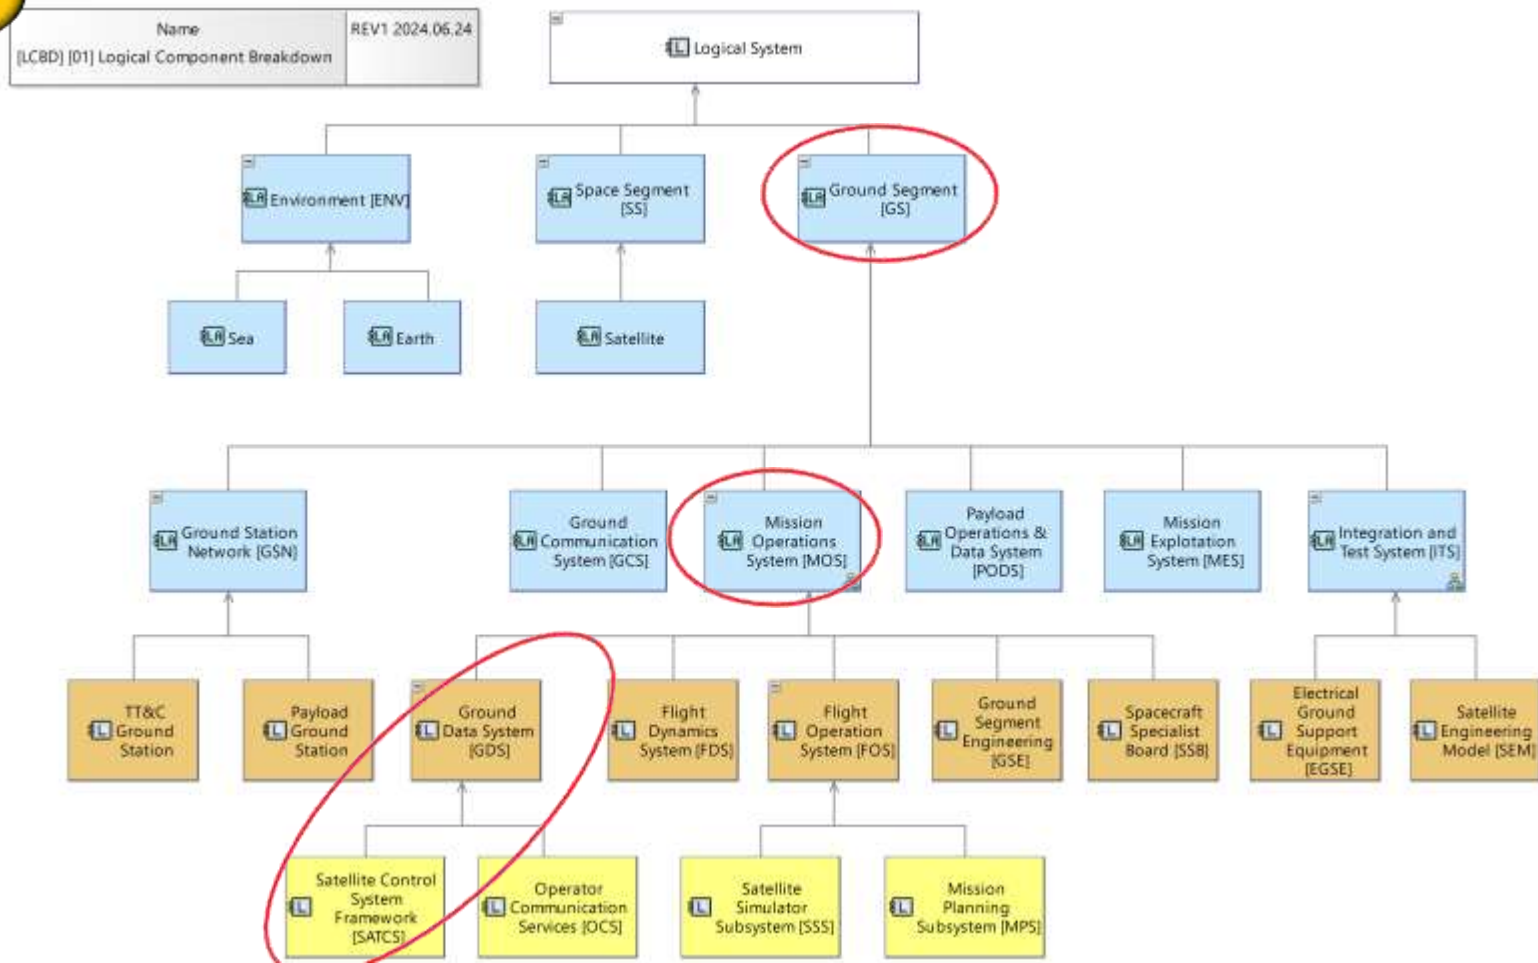 Name
[LCBD] [01] Logical Component Breakdown
REV1 2024.06.24
Logical System
Environment [ENV]
Space Segment
[SS]
Ground Segment
[GS]
Sea
Earth
Satellite
Ground Station
Network [GSN]
Ground
Communication
System [GCS]
Mission
Operations
System [MOS]
Payload
Operations &
Data System
[PODS]
Mission
Explotation
System [MES]
Integration and
Test System [ITS]
TT&C
Ground
Station
Payload
Ground
Station
Ground
Data System
[GDS]
Flight
Dynamics
System [FDS]
Flight
Operation
System [FOS]
Ground
Segment
Engineering
[GSE]
Spacecraft
Specialist
Board [SSB]
Electrical
Ground
Support
Equipment
[EGSE]
Satellite
Engineering
Model [SEM]
Satellite Control
System
Framework
[SATCS]
Operator
Communication
Services [OCS]
Satellite
Simulator
Subsystem [SSS]
Mission
Planning
Subsystem [MPS]